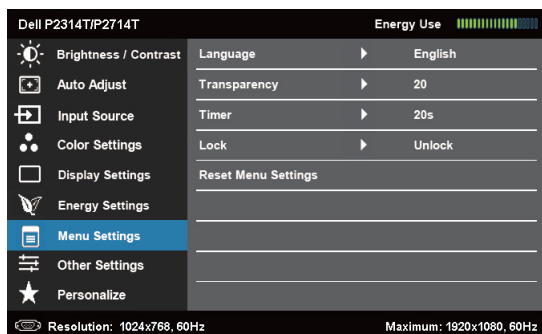 Dell P2314T/P2714T Energy Use
Brightness / Contrast Language English
Auto Adjust Transparency 20
Input Source Timer 20s
Color Settings Lock Unlock
Display Settings Reset Menu Settings
Energy Settings
Menu Settings
Other Settings
Personalize
Resolution: 1024x768, 60Hz Maximum: 1920x1080, 60Hz